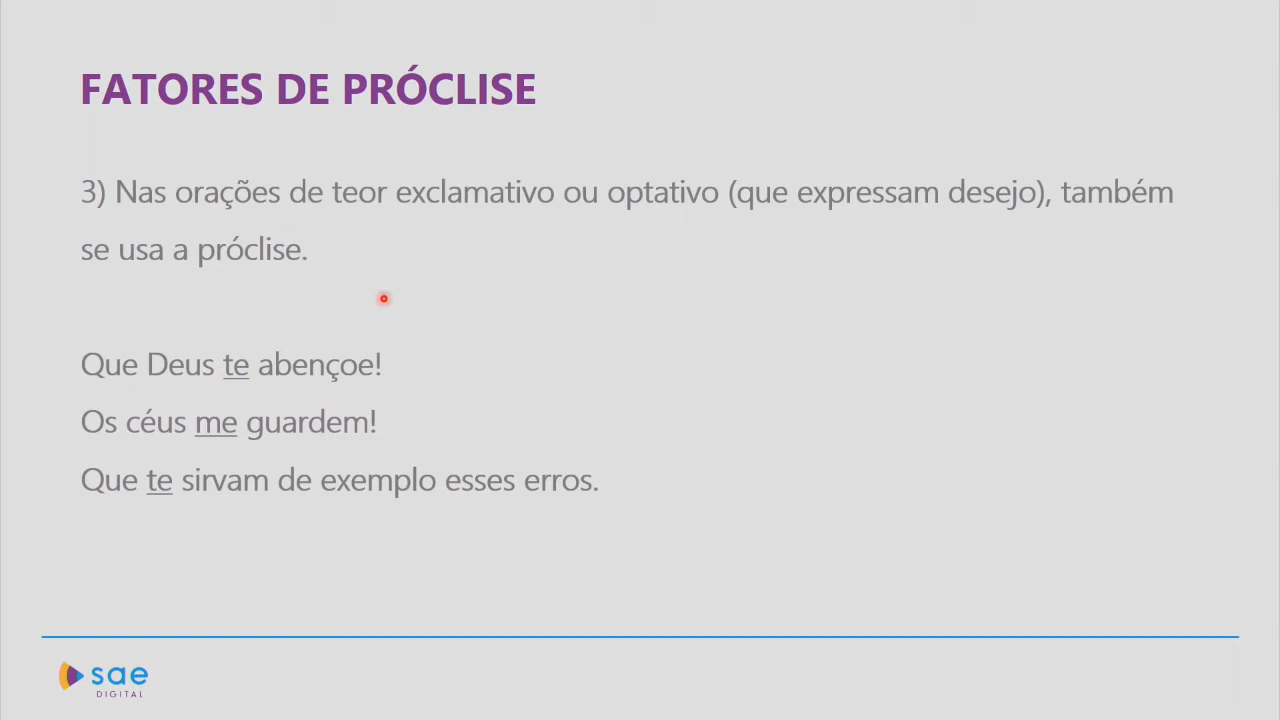 FATORES DE PRÓCLISE
3) Nas orações de teor exclamativo ou optativo (que expressam desejo), também
se usa a próclise.
Que Deus te abençoe!
Os céus me guardem!
Que te sirvam de exemplo esses erros.
sae
DIGITAL